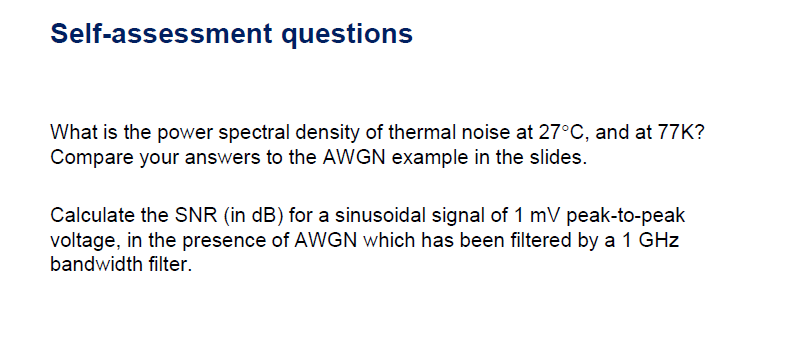 Self-assessment questions
What is the power spectral density of thermal noise at 27°C, and at 77K?
Compare your answers to the AWGN example in the slides.
Calculate the SNR (in dB) for a sinusoidal signal of 1 mV peak-to-peak
voltage, in the presence of AWGN which has been filtered by a 1 GHz
bandwidth filter.